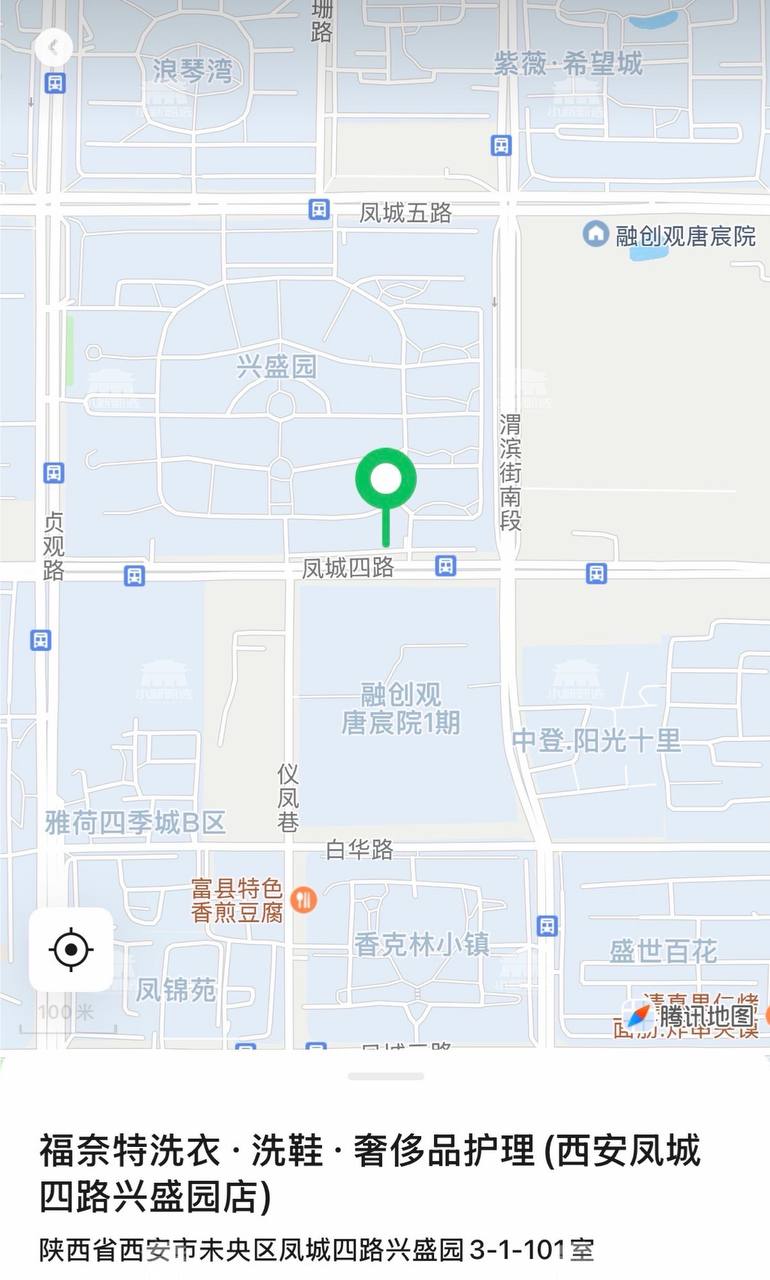 珊路
浪琴湾
紫薇·希望城
凤城五路
融创观唐宸院
兴盛园
渭滨街南段
贞观路
凤城四路
融创观
唐宸院1期
中登.阳光十里
仪凤巷
雅荷四季城B区
白华路
富县特色
香煎豆腐
香克林小镇
盛世百花
凤锦苑
100米
腾讯地图
福奈特洗衣·洗鞋·奢侈品护理(西安凤城
四路兴盛园店)
陕西省西安市未央区凤城四路兴盛园3-1-101室